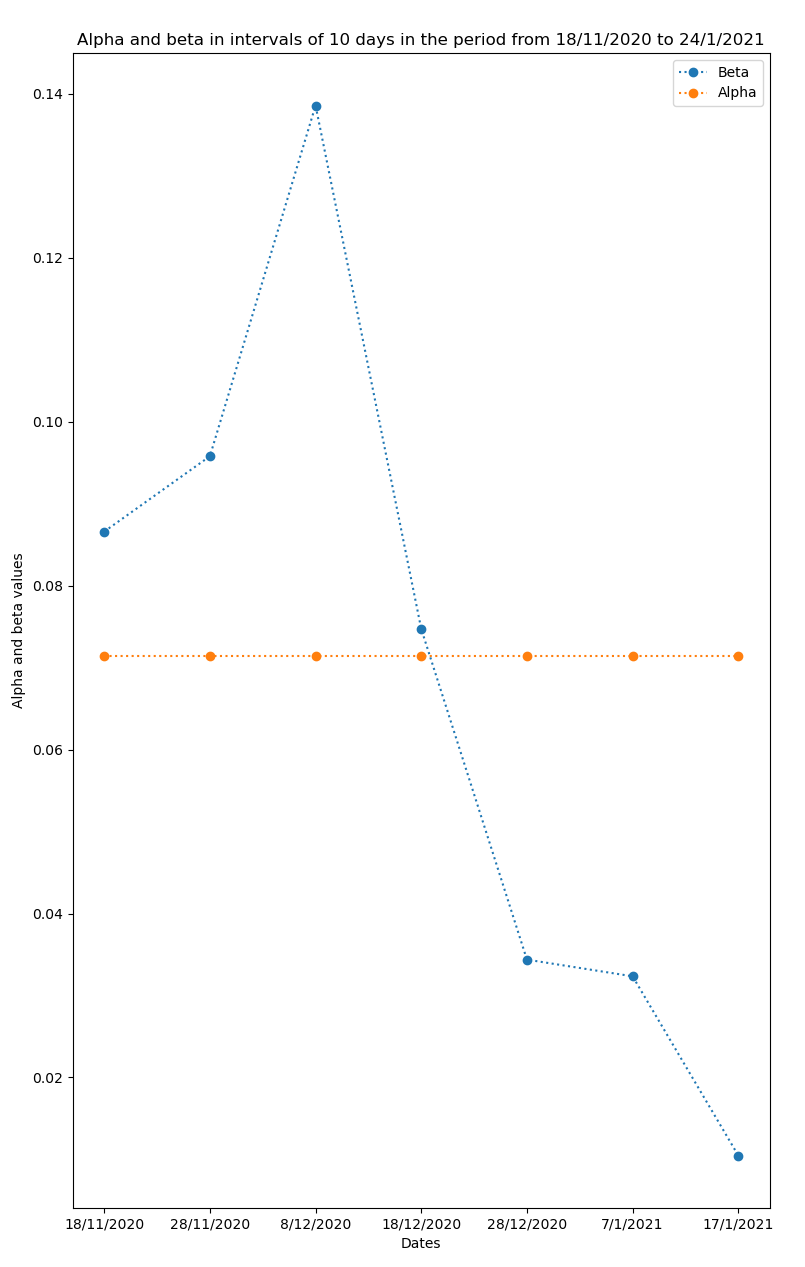 Alpha and beta in intervals of 10 days in the period from 18/11/2020 to 24/1/2021
Beta
Alpha
0.14
0.12
0.10
0.08
0.06
0.04
0.02
Alpha and beta values
18/11/2020 28/11/2020 8/12/2020 18/12/2020 28/12/2020 7/1/2021 17/1/2021
Dates